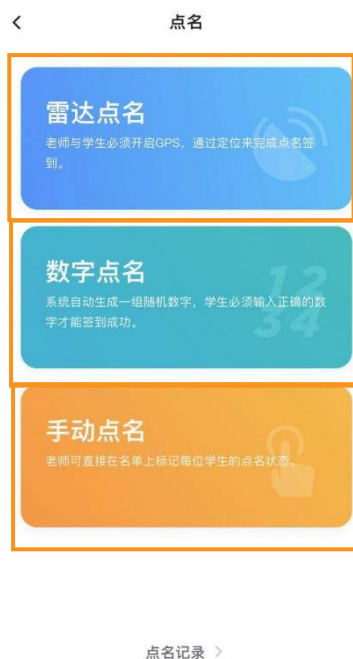 点名
雷达点名
老师与学生必须开启GPS，通过定位来完成点名签
到。
数字点名
系统自动生成一组随机数字，学生必须输入正确的数
字才能签到成功。
12
34
手动点名
老师可直接在名单上标记每位学生的点名状态。
点名记录